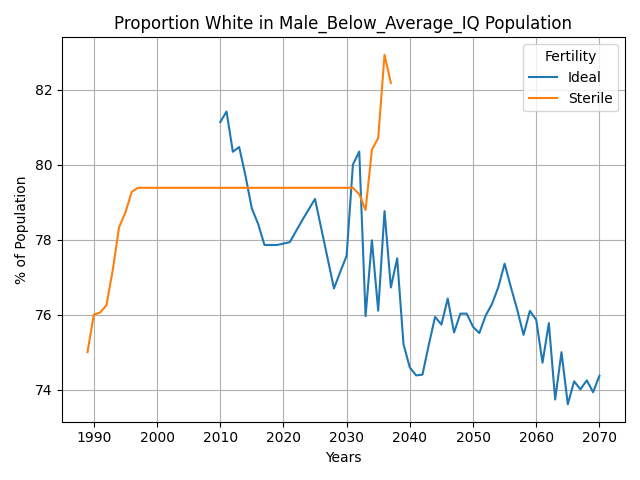 Proportion White in Male_Below_Average_IQ Population
Fertility
Ideal
Sterile
% of Population
82
80
78
76
74
1990 2000 2010 2020 2030 2040 2050 2060 2070
Years